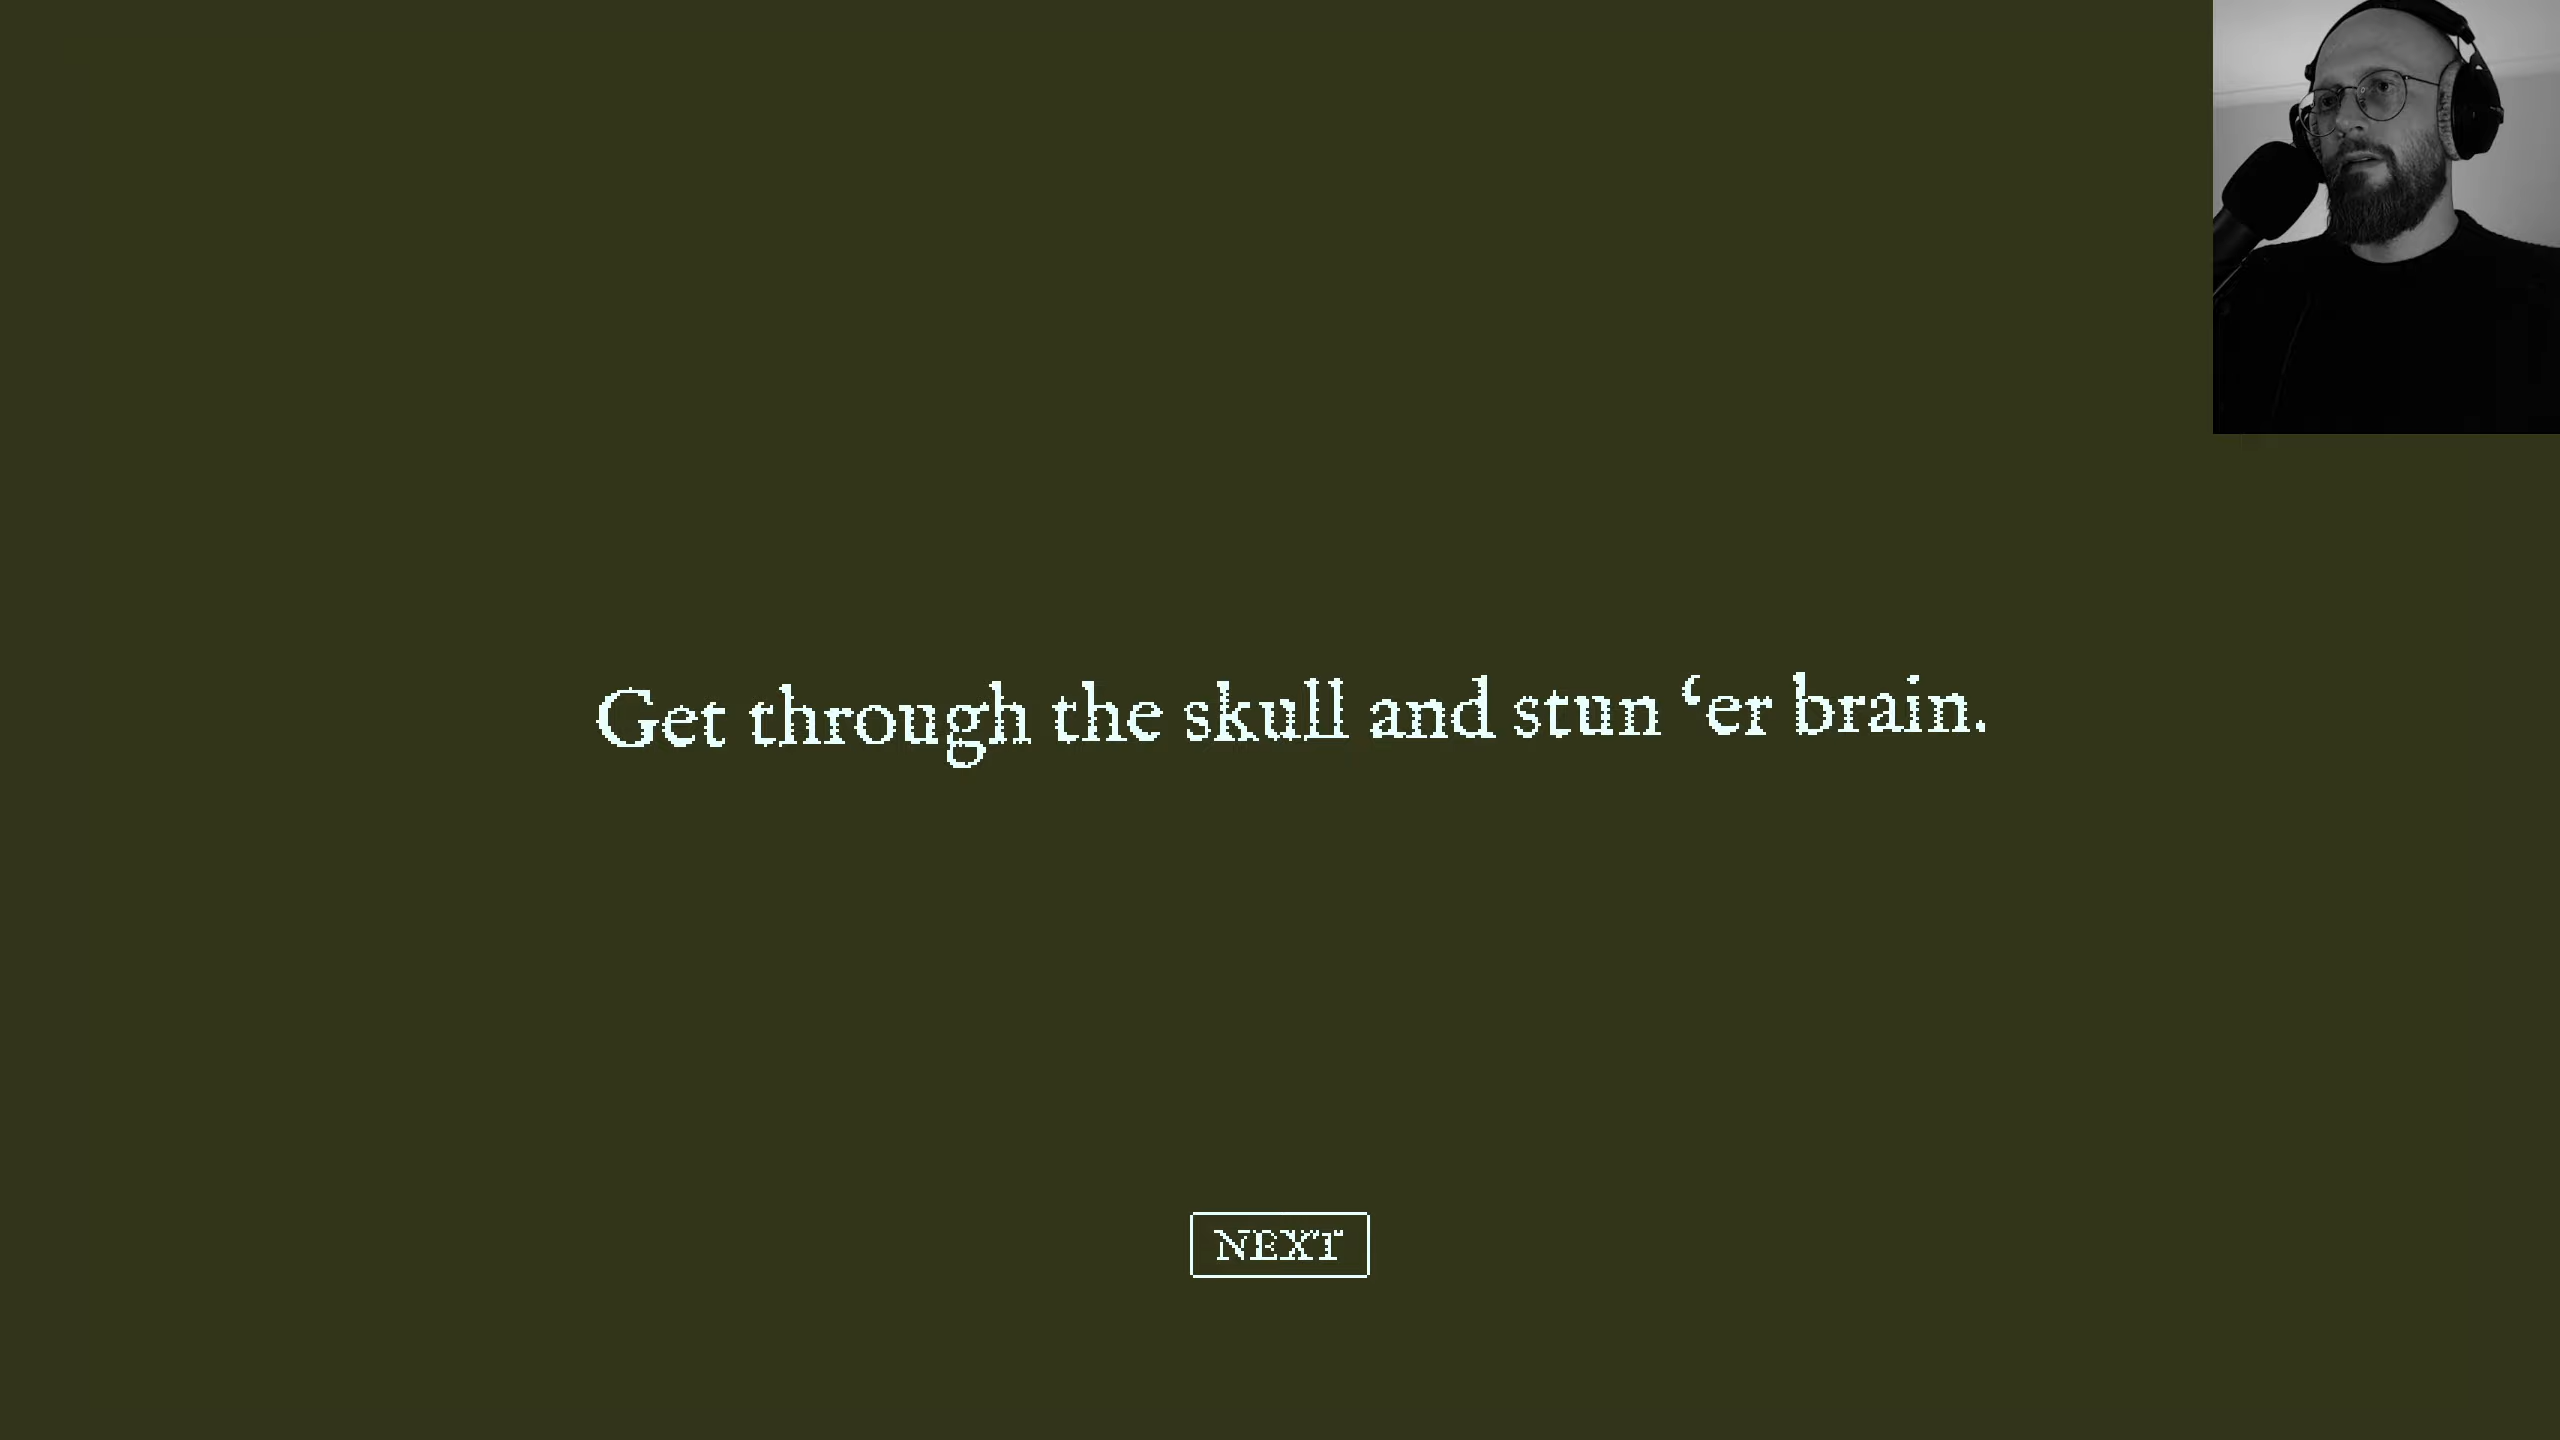 Get through the skull and stun ‘er brain.
NEXT